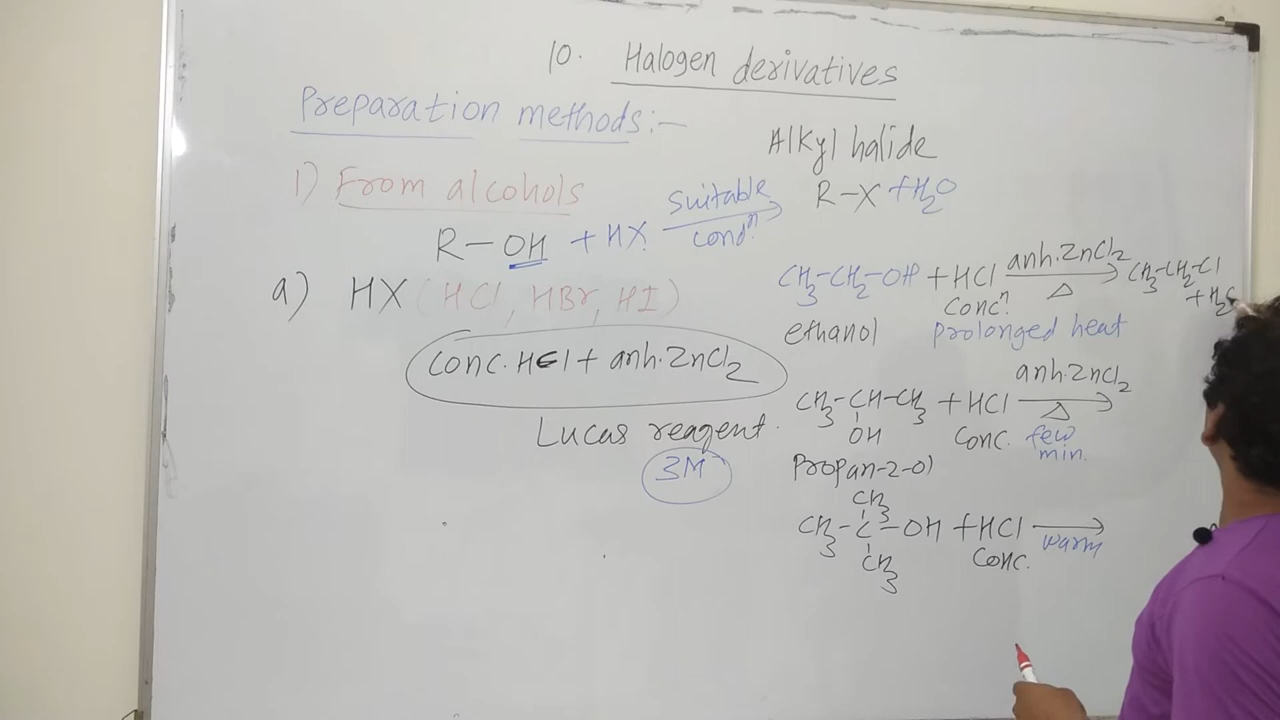 10. Halogen derivatives
Preparation methods:-
1) From alcohols
Alkyl halide
R-OH + HX suitable condⁿ. → R-X + H₂O
a) HX (HCl, HBr, HI)
conc. HCl + anh. ZnCl₂
Lucas reagent.
3M
CH₃-CH₂-OH + HCl anh. ZnCl₂ → CH₃-CH₂-Cl
Δ
concⁿ.
+ H₂O
ethanol prolonged heat
CH₃-CH-CH₃ + HCl anh. ZnCl₂ →
Δ
OH conc. few min.
Propan-2-ol
CH₃
CH₃-C-OH + HCl → warm
CH₃ conc.